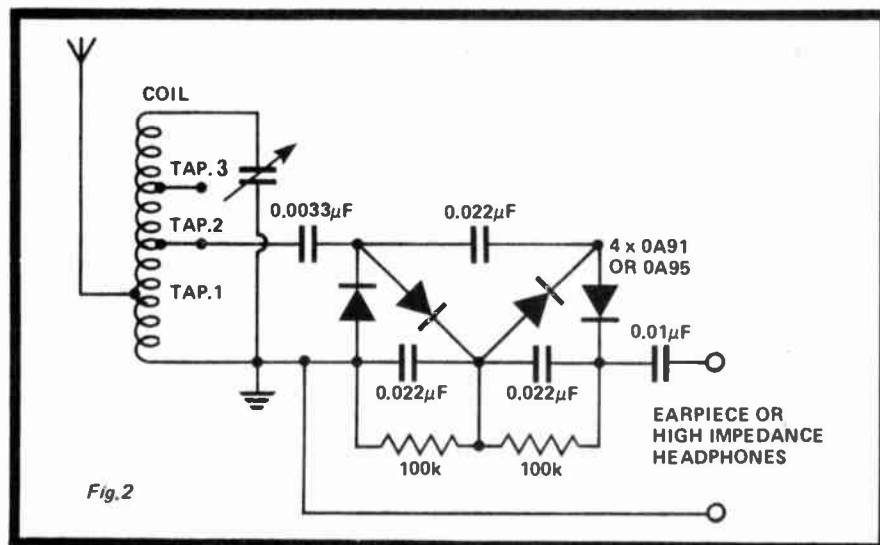 COIL
TAP.3
TAP.2
TAP.1
0.0033μF
0.022μF
4 x 0A91
OR 0A95
0.01μF
0.022μF
0.022μF
100k
100k
EARPIECE OR
HIGH IMPEDANCE
HEADPHONES
Fig.2